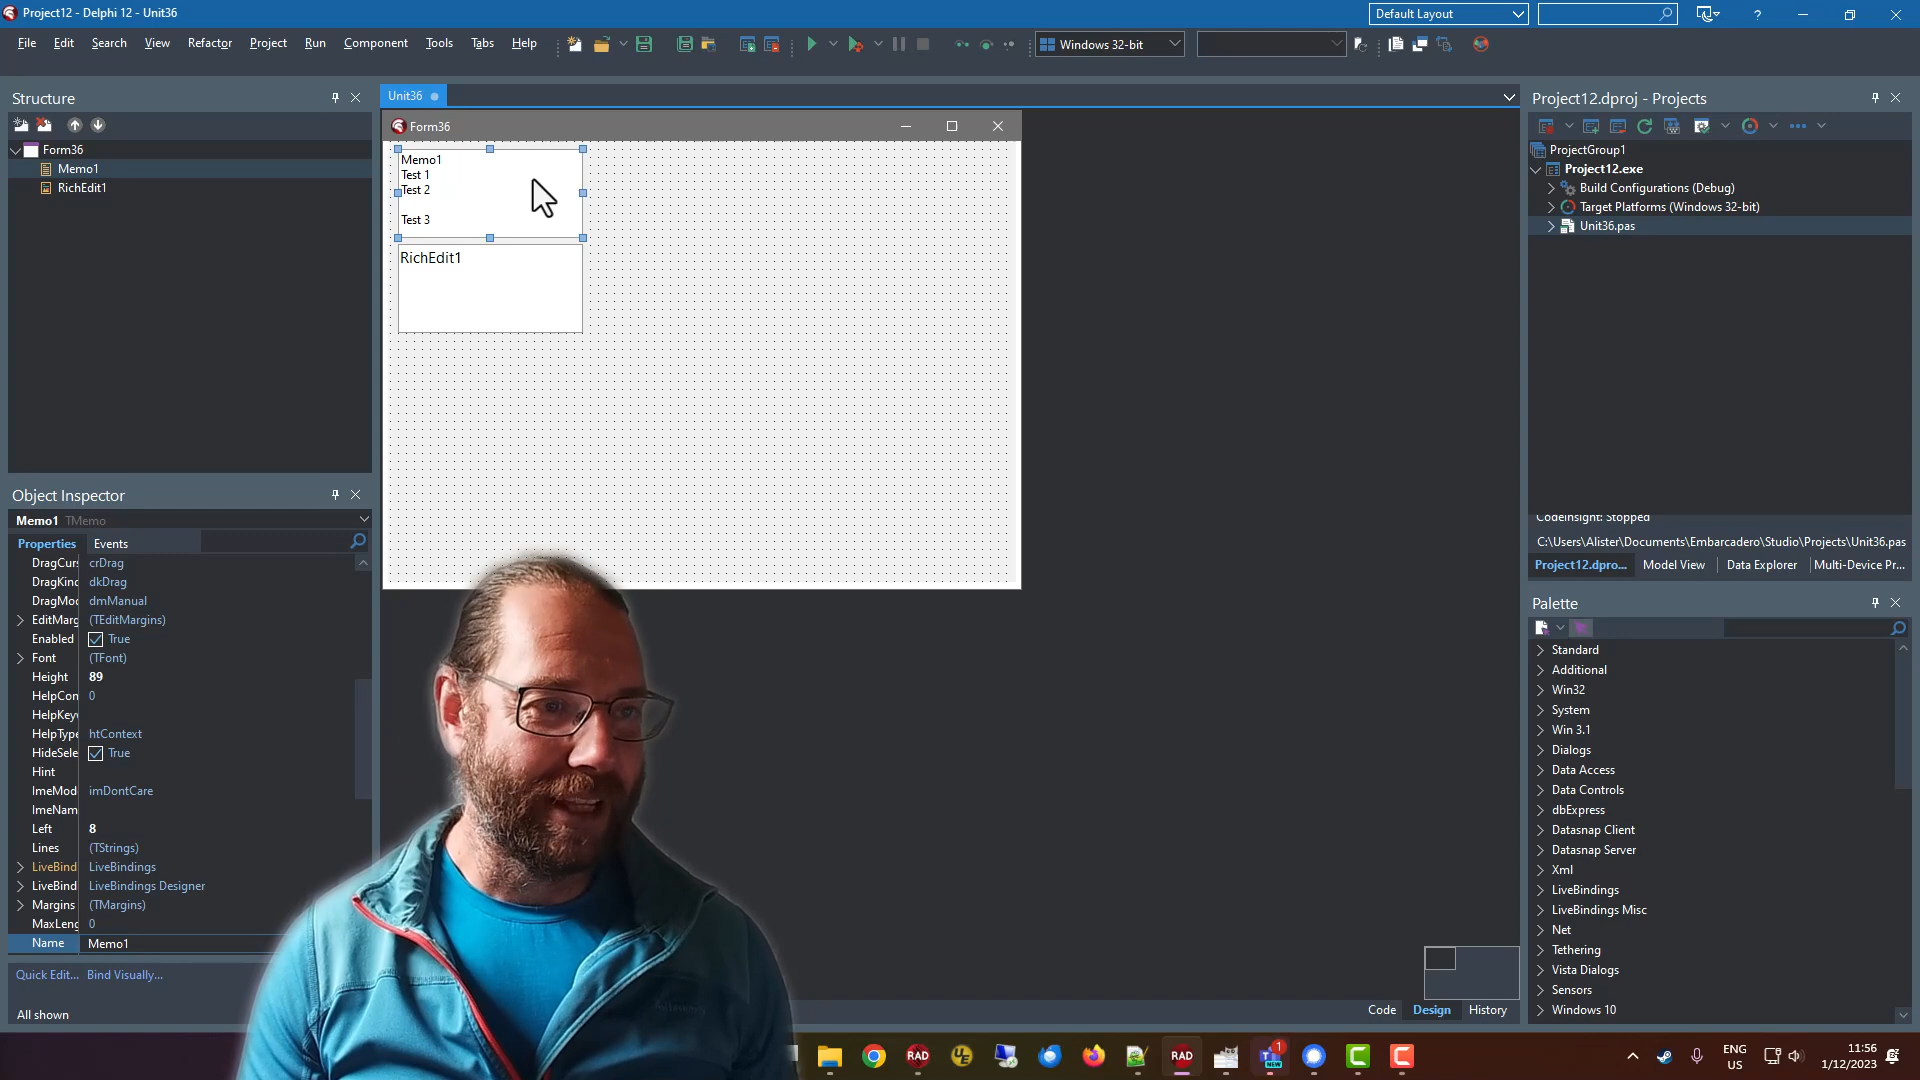 Project12 - Delphi 12 - Unit36
Default Layout
File Edit Search View Refactor Project Run Component Tools Tabs Help
Windows 32-bit
Structure
Form36
Memo1
RichEdit1
Unit36
Form36
Memo1
Test 1
Test 2
Test 3
RichEdit1
Object Inspector
Memo1 TMemo
Properties Events
DragCurs crDrag
DragKind dkDrag
DragMod dmManual
EditMarg (TEditMargins)
Enabled True
Font (TFont)
Height 89
HelpCon 0
HelpKey
HelpType htContext
HideSele True
Hint
ImeMod imDontCare
ImeNam
Left 8
Lines (TStrings)
LiveBind LiveBindings
LiveBind LiveBindings Designer
Margins (TMargins)
MaxLeng 0
Name Memo1
Quick Edit... Bind Visually...
All shown
Code Design History
Project12.dproj - Projects
ProjectGroup1
Project12.exe
Build Configurations (Debug)
Target Platforms (Windows 32-bit)
Unit36.pas
CodeInsight: Stopped
C:\Users\Alister\Documents\Embarcadero\Studio\Projects\Unit36.pas
Project12.dpro... Model View Data Explorer Multi-Device Pr...
Palette
Standard
Additional
Win32
System
Win 3.1
Dialogs
Data Access
Data Controls
dbExpress
Datasnap Client
Datasnap Server
Xml
LiveBindings
LiveBindings Misc
Net
Tethering
Vista Dialogs
Sensors
Windows 10
RAD
UE
RAD
1
NEW
ENG
US
11:56
1/12/2023